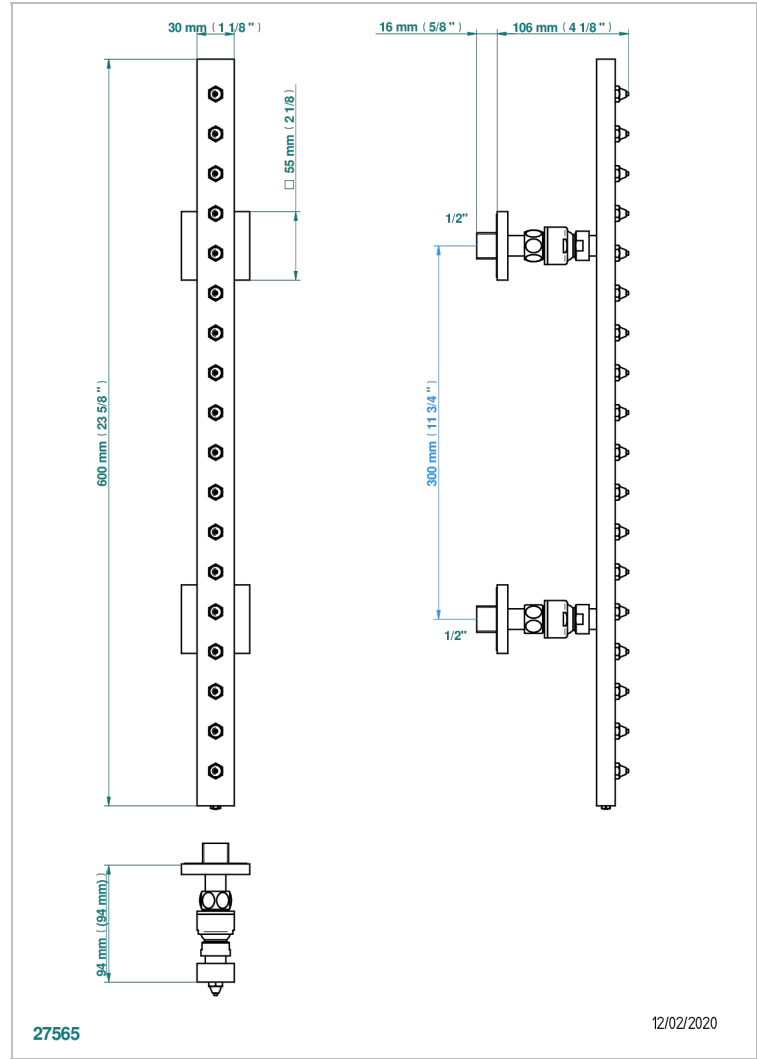 30 mm ( 1 1/8 " )
16 mm ( 5/8 " )
106 mm ( 4 1/8 " )
□ 55 mm ( 2 1/8)
1/2"
600 mm ( 23 5/8 " )
300 mm ( 11 3/4 " )
1/2"
94 mm ( (94 mm))
12/02/2020
27565